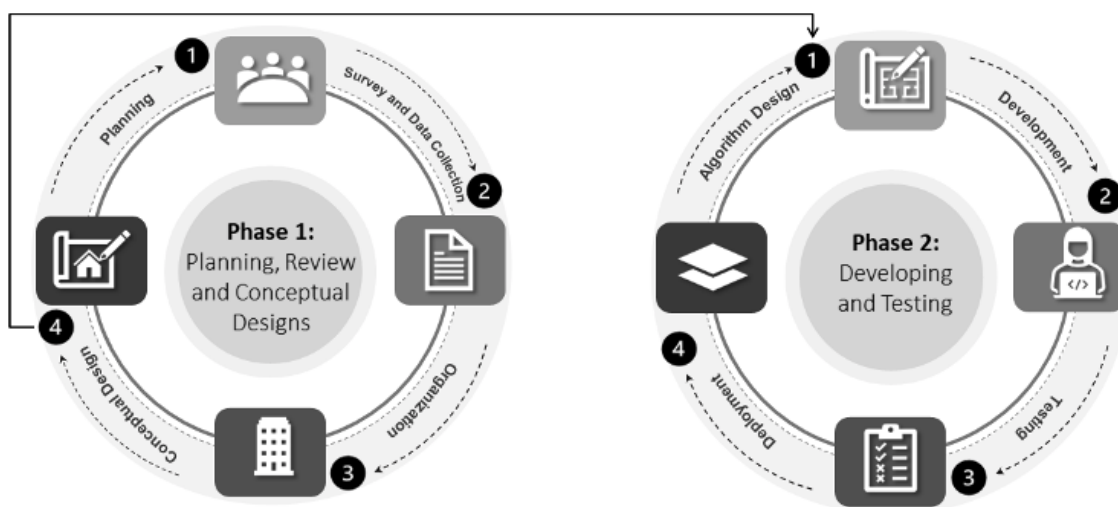 1
Planning
Survey and Data Collection
2
Phase 1:
Planning, Review
and Conceptual
Designs
4
Conceptual Design
Organization
3
1
Algorithm Design
Development
2
Phase 2:
Developing
and Testing
</>
4
Deployment
Testing
3